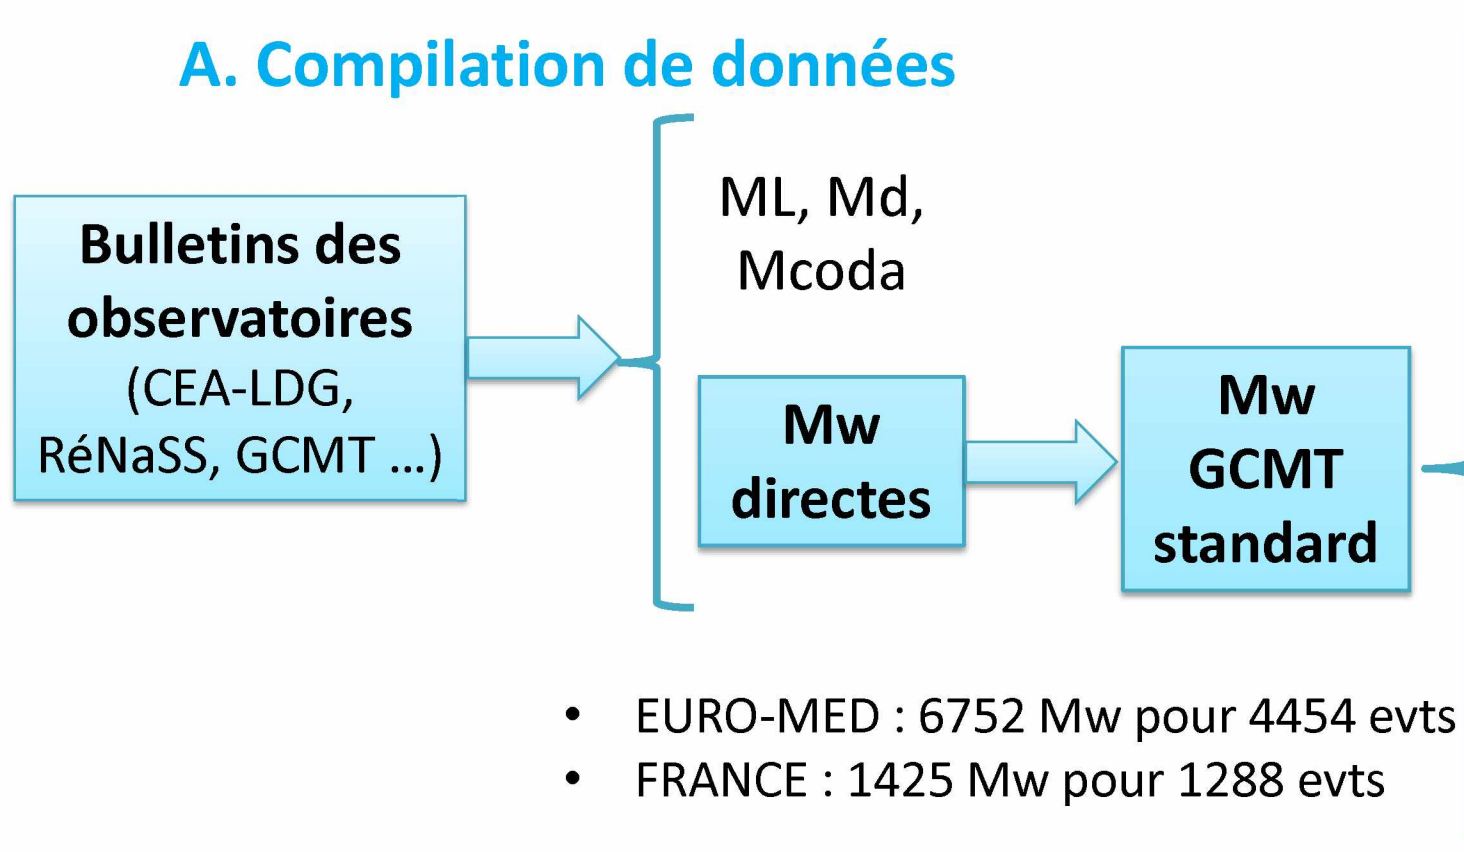 A. Compilation de données
Bulletins des
observatoires
(CEA-LDG,
RéNaSS, GCMT ...)
ML, Md,
Mcoda
Mw
directes
Mw
GCMT
standard
• EURO-MED : 6752 Mw pour 4454 evts
• FRANCE : 1425 Mw pour 1288 evts